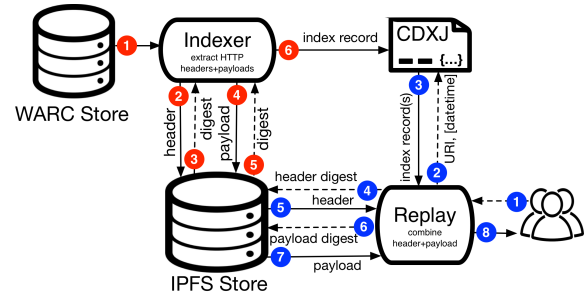 1
Indexer
extract HTTP
headers+payloads
6
index record
CDXJ
{...}
WARC Store
2
header
3
digest
4
payload
5
digest
3
index record(s)
2
URI, [datetime]
header digest
4
5
header
6
payload digest
7
payload
IPFS Store
Replay
combine
header+payload
1
8